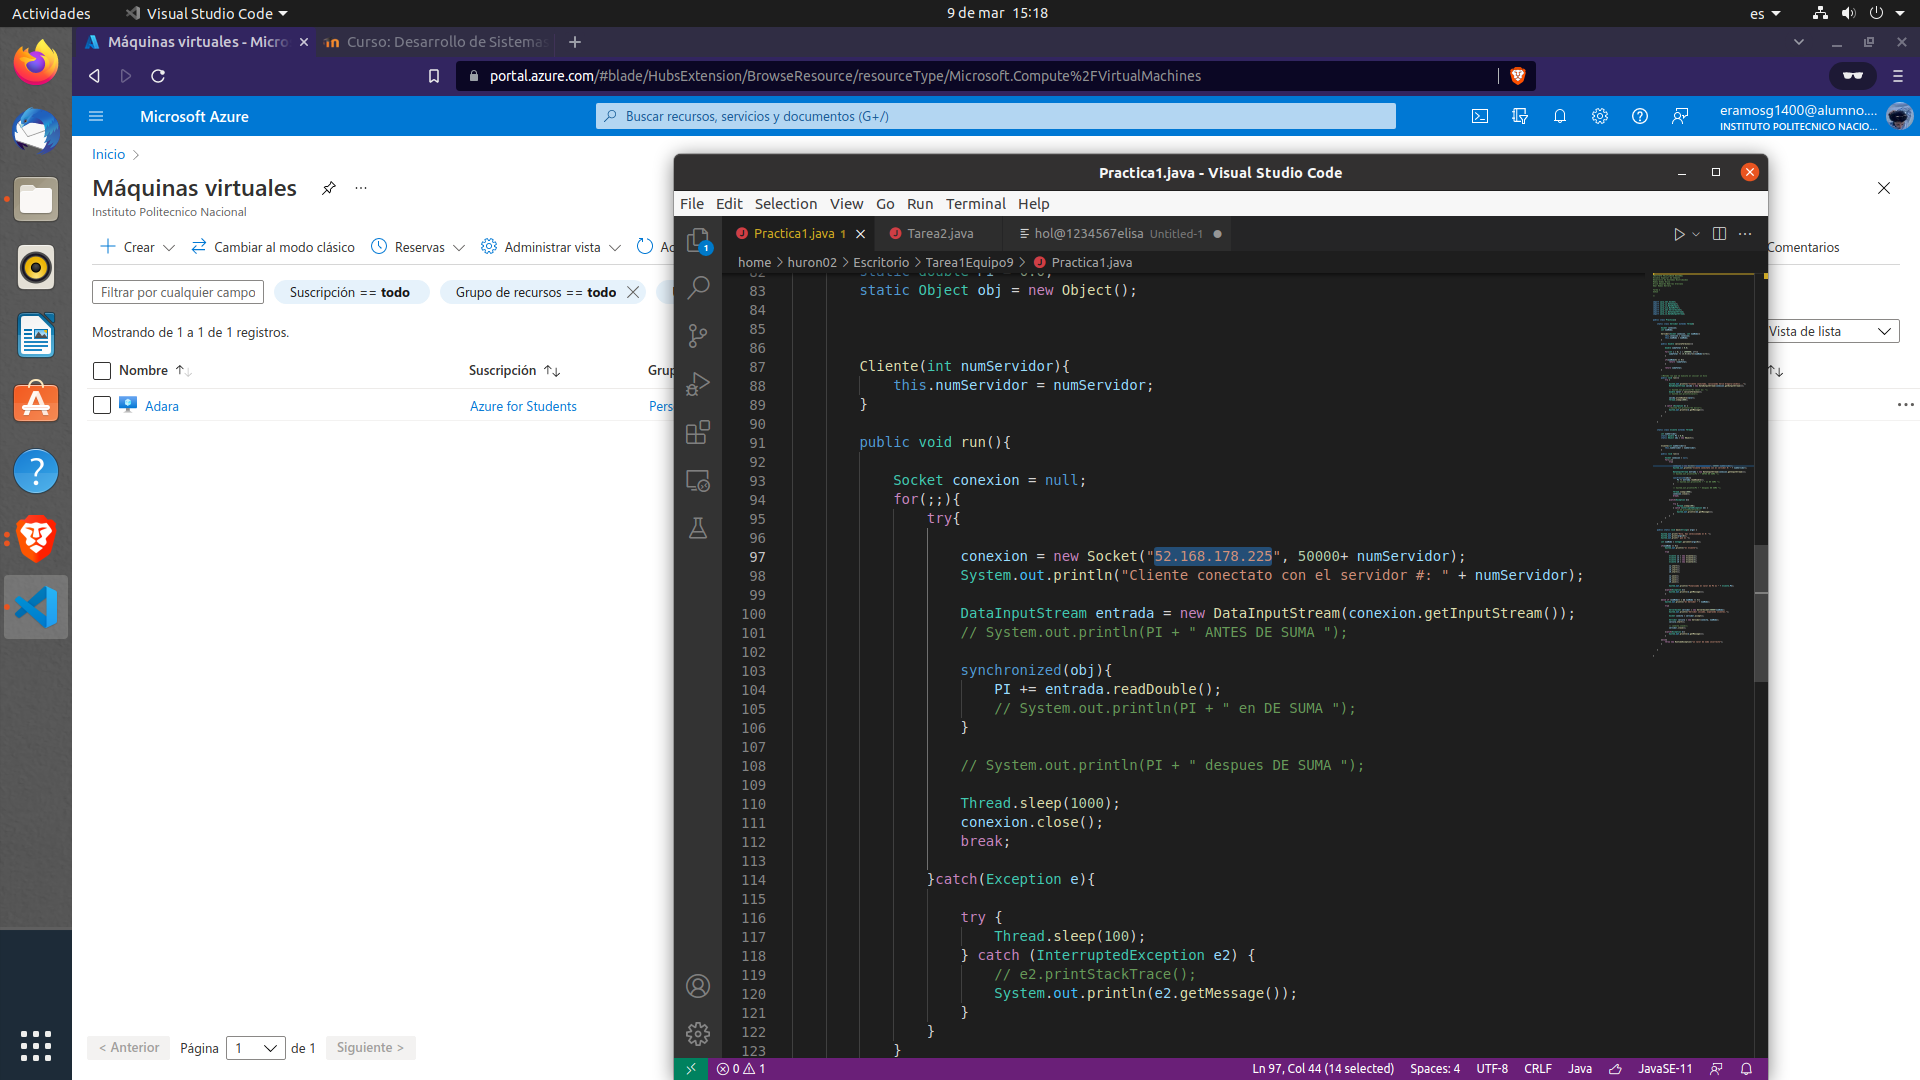 Actividades
Visual Studio Code
9 de mar 15:18
es
Máquinas virtuales - Micro
Curso: Desarrollo de Sistemas
portal.azure.com/#blade/HubsExtension/BrowseResource/resourceType/Microsoft.Compute%2FVirtualMachines
Microsoft Azure
Buscar recursos, servicios y documentos (G+/)
eramosg1400@alumno....
INSTITUTO POLITECNICO NACIO...
Inicio
Máquinas virtuales
Instituto Politecnico Nacional
Crear
Cambiar al modo clásico
Reservas
Administrar vista
Ac
Comentarios
Filtrar por cualquier campo
Suscripción == todo
Grupo de recursos == todo
Mostrando de 1 a 1 de 1 registros.
Vista de lista
Nombre
Suscripción
Grup
Adara
Azure for Students
Pers
< Anterior
Página
1
de 1
Siguiente >
Practica1.java - Visual Studio Code
File Edit Selection View Go Run Terminal Help
1
Practica1.java 1
Tarea2.java
hol@1234567elisa Untitled-1
home > huron02 > Escritorio > Tarea1Equipo9 > Practica1.java
82 static double PI = 0.0;
83 static Object obj = new Object();
84
85
86
87 Cliente(int numServidor){
88 this.numServidor = numServidor;
89 }
90
91 public void run(){
92
93 Socket conexion = null;
94 for(;;){
95 try{
96
97 conexion = new Socket("52.168.178.225", 50000+ numServidor);
98 System.out.println("Cliente conectato con el servidor #: " + numServidor);
99
100 DataInputStream entrada = new DataInputStream(conexion.getInputStream());
101 // System.out.println(PI + " ANTES DE SUMA ");
102
103 synchronized(obj){
104 PI += entrada.readDouble();
105 // System.out.println(PI + " en DE SUMA ");
106 }
107
108 // System.out.println(PI + " despues DE SUMA ");
109
110 Thread.sleep(1000);
111 conexion.close();
112 break;
113
114 }catch(Exception e){
115
116 try {
117 Thread.sleep(100);
118 } catch (InterruptedException e2) {
119 // e2.printStackTrace();
120 System.out.println(e2.getMessage());
121 }
122 }
123 }
0 1
Ln 97, Col 44 (14 selected)
Spaces: 4
UTF-8
CRLF
Java
JavaSE-11